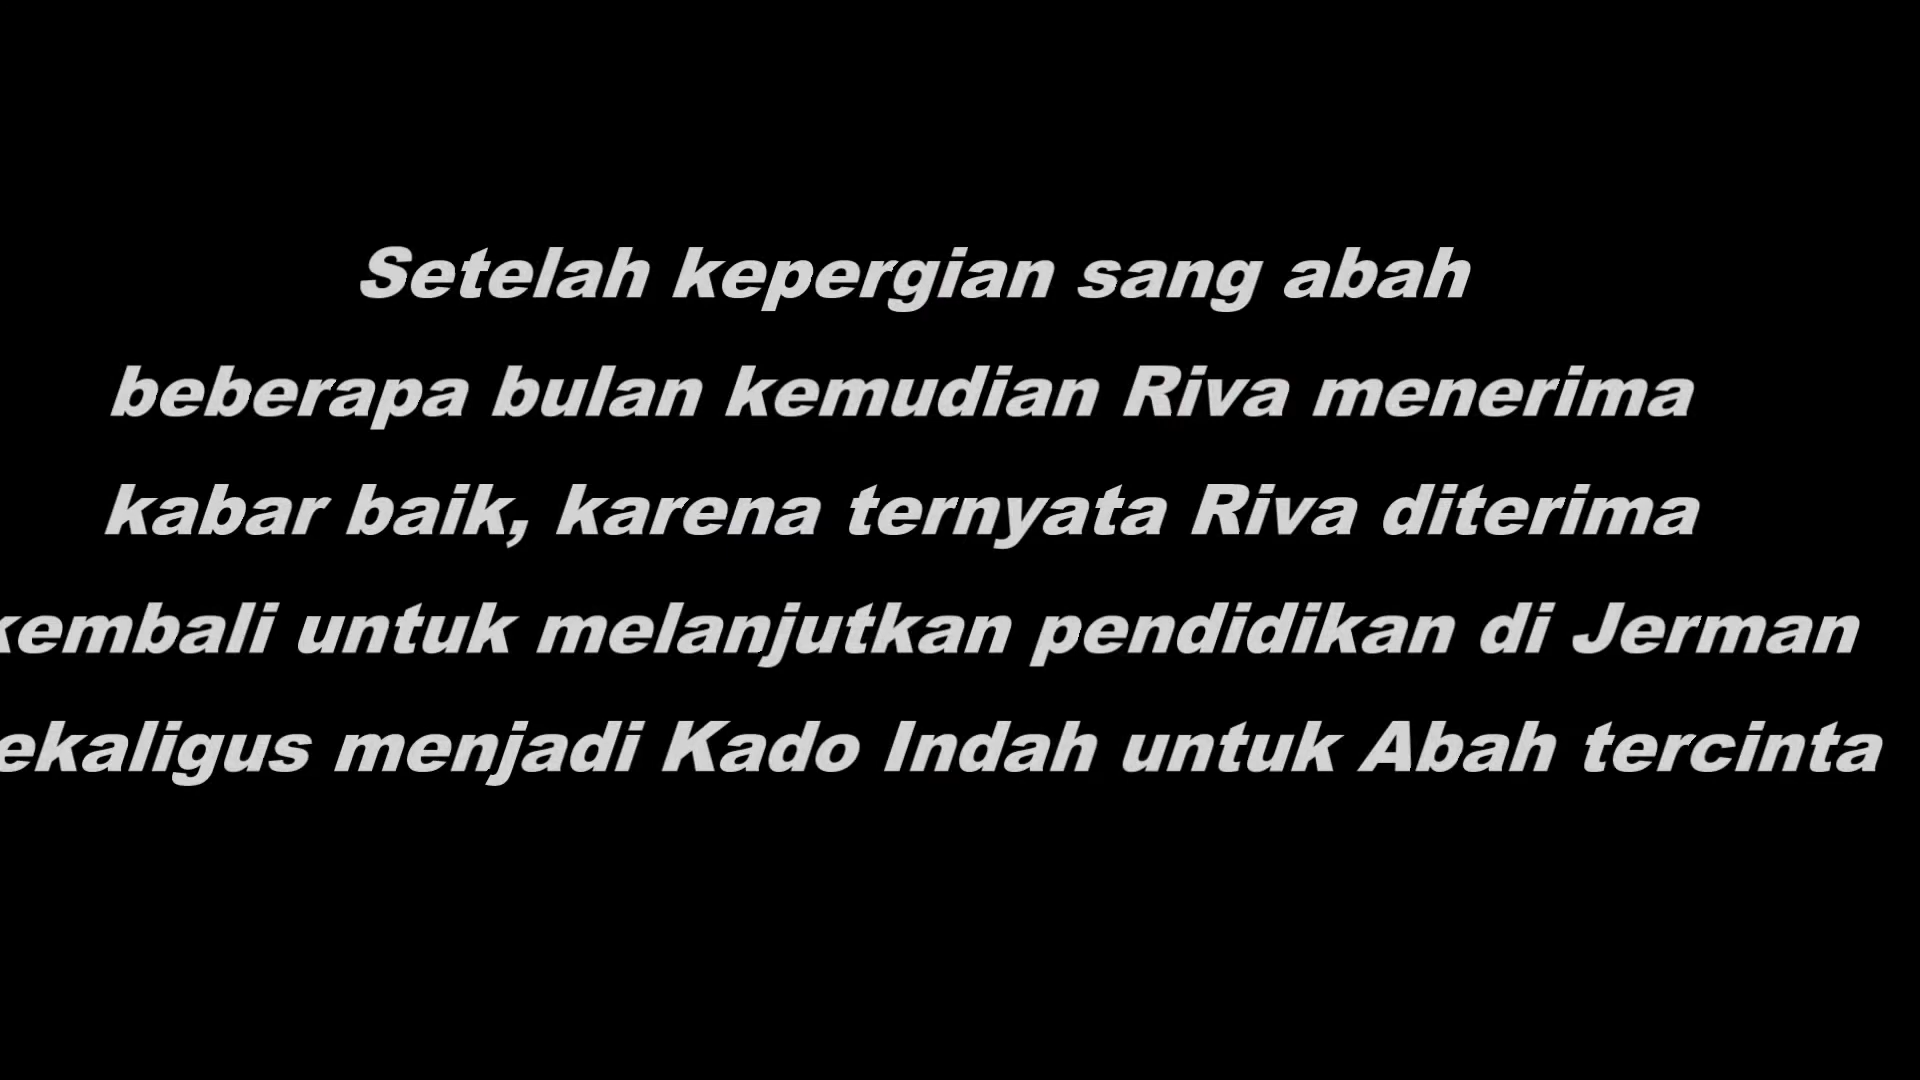 Setelah kepergian sang abah
beberapa bulan kemudian Riva menerima
kabar baik, karena ternyata Riva diterima
kembali untuk melanjutkan pendidikan di Jerman
ekaligus menjadi Kado Indah untuk Abah tercinta